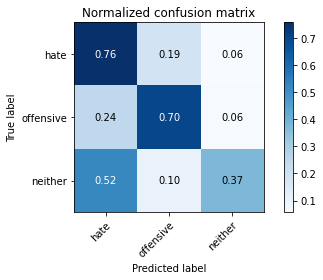 Normalized confusion matrix
True label
hate 0.76 0.19 0.06
offensive 0.24 0.70 0.06
neither 0.52 0.10 0.37
hate offensive neither
Predicted label
0.7
0.6
0.5
0.4
0.3
0.2
0.1